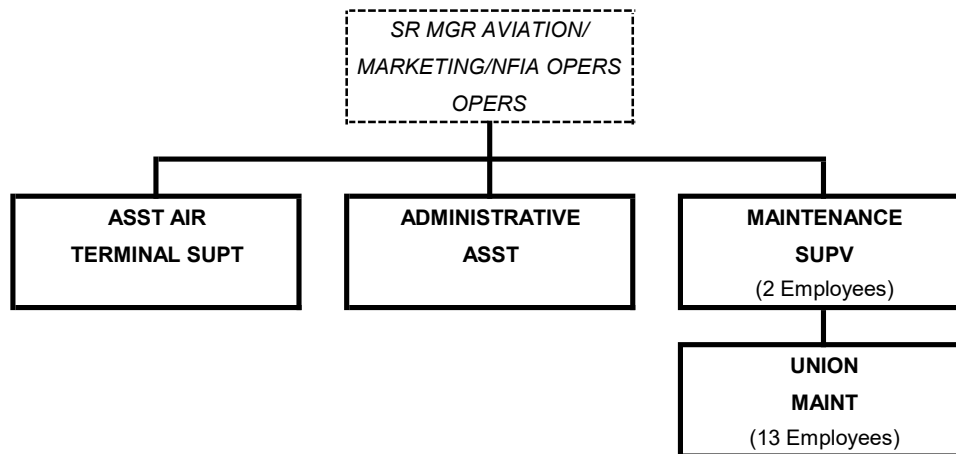 SR MGR AVIATION/
MARKETING/NFIA OPERS
OPERS
ASST AIR
TERMINAL SUPT
ADMINISTRATIVE
ASST
MAINTENANCE
SUPV
(2 Employees)
UNION
MAINT
(13 Employees)